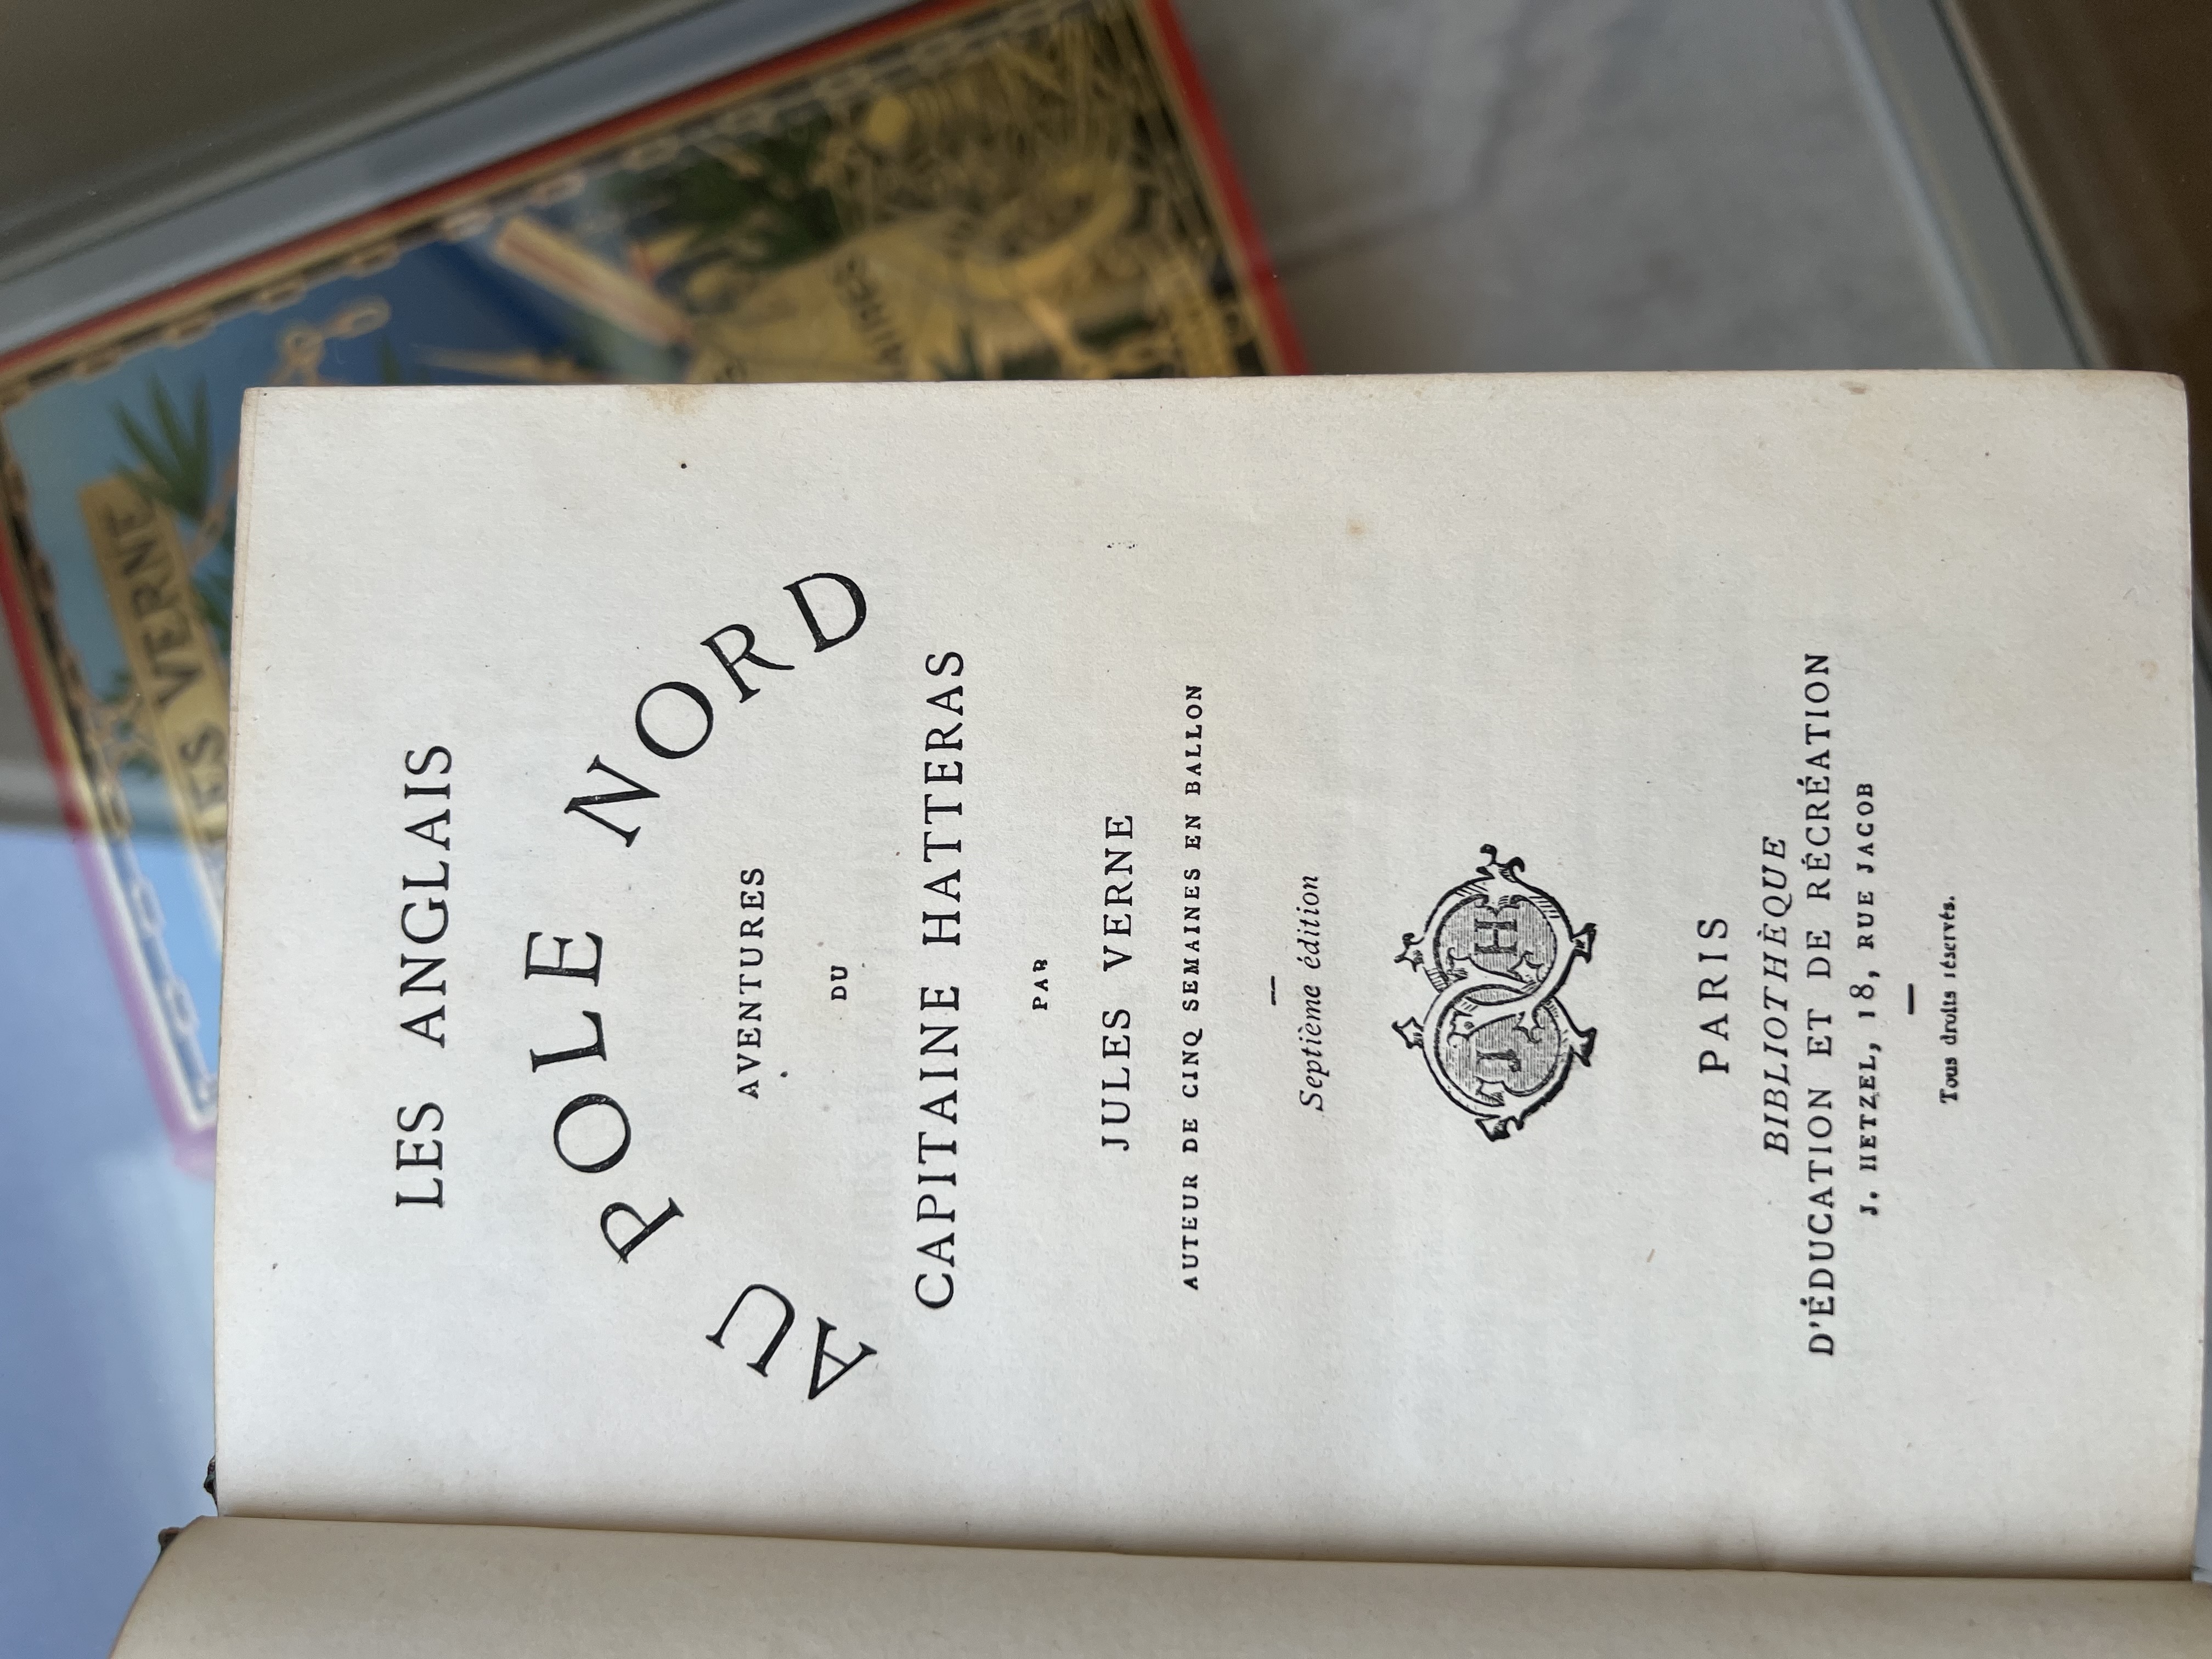 LES ANGLAIS
AU POLE NORD
AVENTURES
DU
CAPITAINE HATTERAS
PAR
JULES VERNE
AUTEUR DE CINQ SEMAINES EN BALLON
Septième édition
J H
PARIS
BIBLIOTHÈQUE
D'ÉDUCATION ET DE RÉCRÉATION
J. HETZEL, 18, RUE JACOB
Tous droits réservés.
ES VERNE